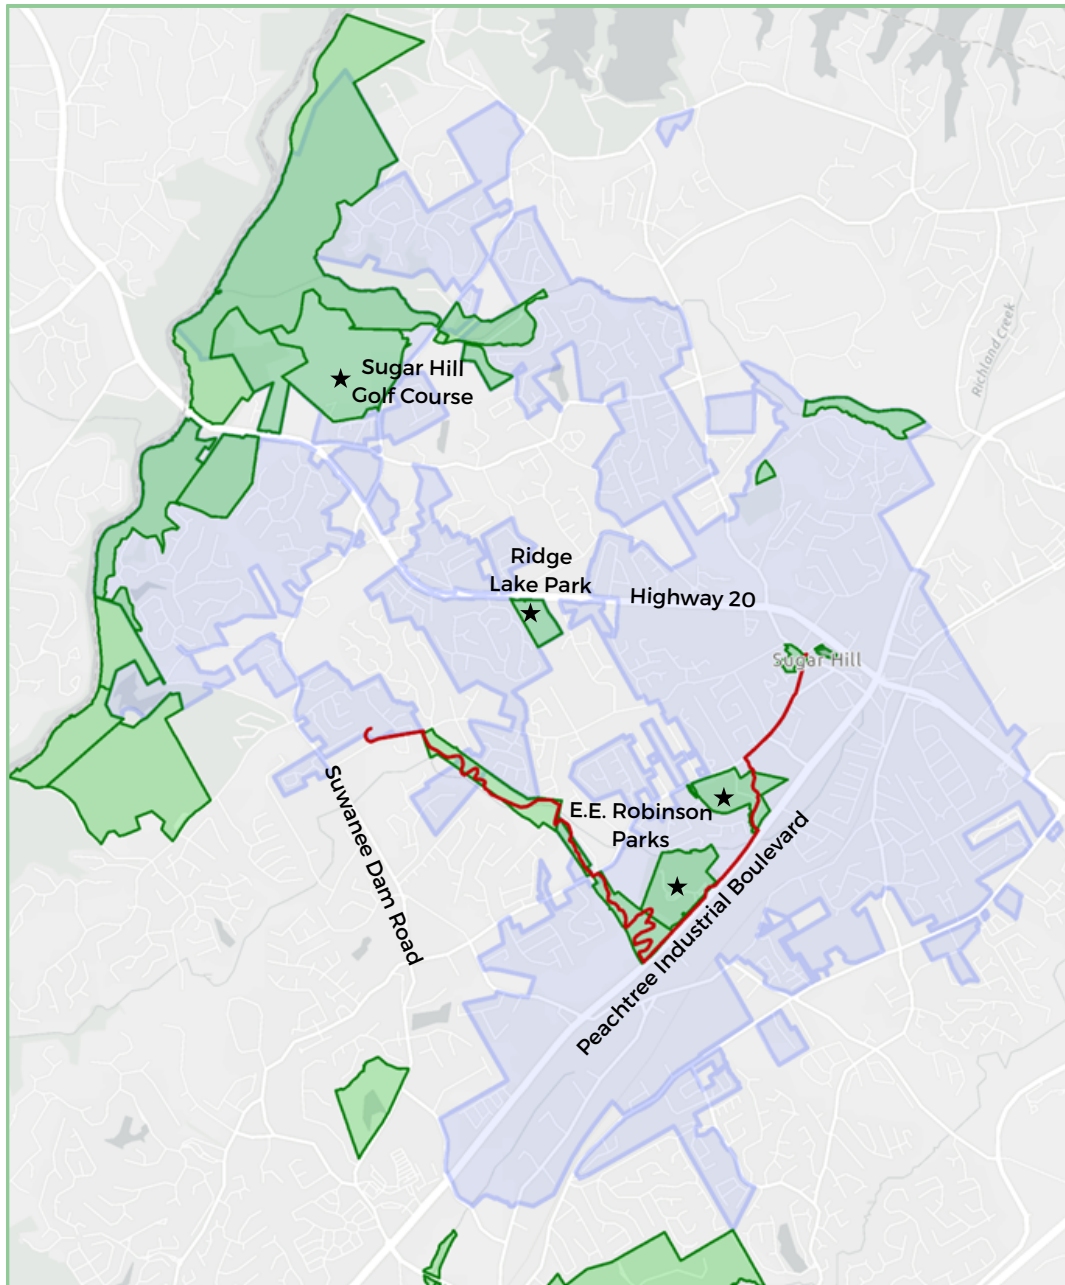 Richland Creek
Sugar Hill
Golf Course
Ridge
Lake Park
Highway 20
Sugar Hill
E.E. Robinson
Parks
Suwanee Dam Road
Peachtree Industrial Boulevard